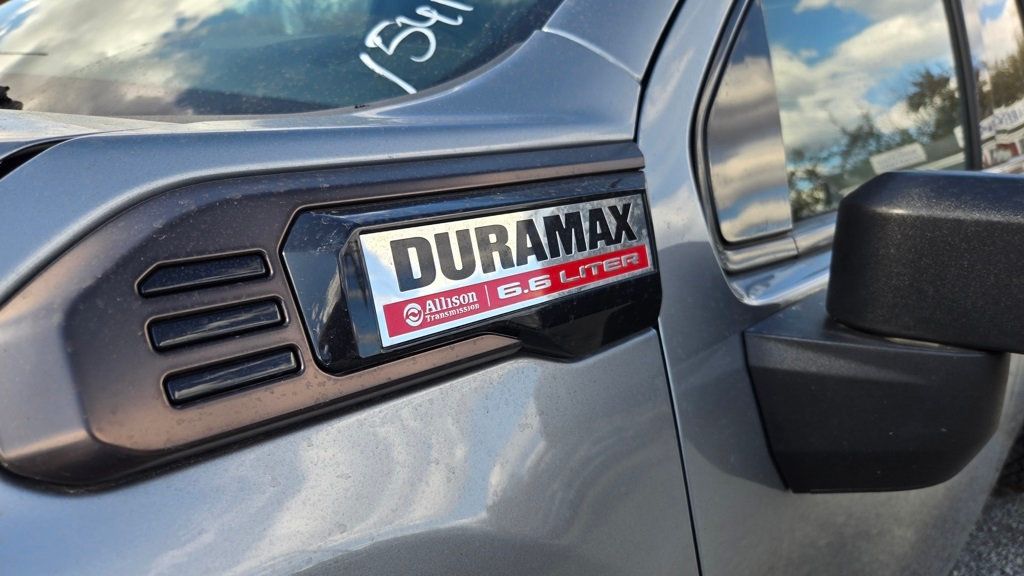 DURAMAX
Allison
Transmission
6.6 LITER